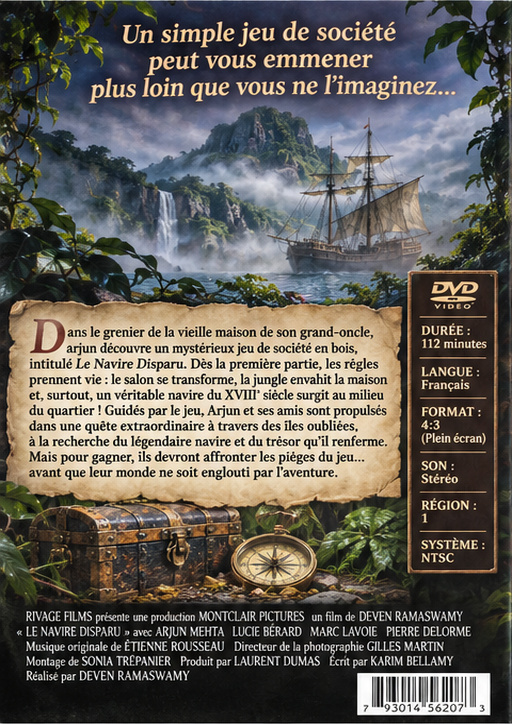 Un simple jeu de société
peut vous emmener
plus loin que vous ne l'imaginez...
Dans le grenier de la vieille maison de son grand-oncle,
arjun découvre un mystérieux jeu de société en bois,
intitulé Le Navire Disparu. Dès la première partie, les règles
prennent vie : le salon se transforme, la jungle envahit la maison
et, surtout, un véritable navire du XVIIIᵉ siècle surgit au milieu
du quartier ! Guidés par le jeu, Arjun et ses amis sont propulsés
dans une quête extraordinaire à travers des îles oubliées,
à la recherche du légendaire navire et du trésor qu'il renferme.
Mais pour gagner, ils devront affronter les pièges du jeu...
avant que leur monde ne soit englouti par l'aventure.
DVD
VIDEO
DURÉE :
112 minutes
LANGUE :
Français
FORMAT :
4:3
(Plein écran)
SON :
Stéréo
RÉGION :
1
SYSTÈME :
NTSC
RIVAGE FILMS présente une production MONTCLAIR PICTURES un film de DEVEN RAMASWAMY
« LE NAVIRE DISPARU » avec ARJUN MEHTA LUCIE BÉRARD MARC LAVOIE PIERRE DELORME
Musique originale de ÉTIENNE ROUSSEAU Directeur de la photographie GILLES MARTIN
Montage de SONIA TRÉPANIER Produit par LAURENT DUMAS Écrit par KARIM BELLAMY
Réalisé par DEVEN RAMASWAMY
7 93014 56207 3